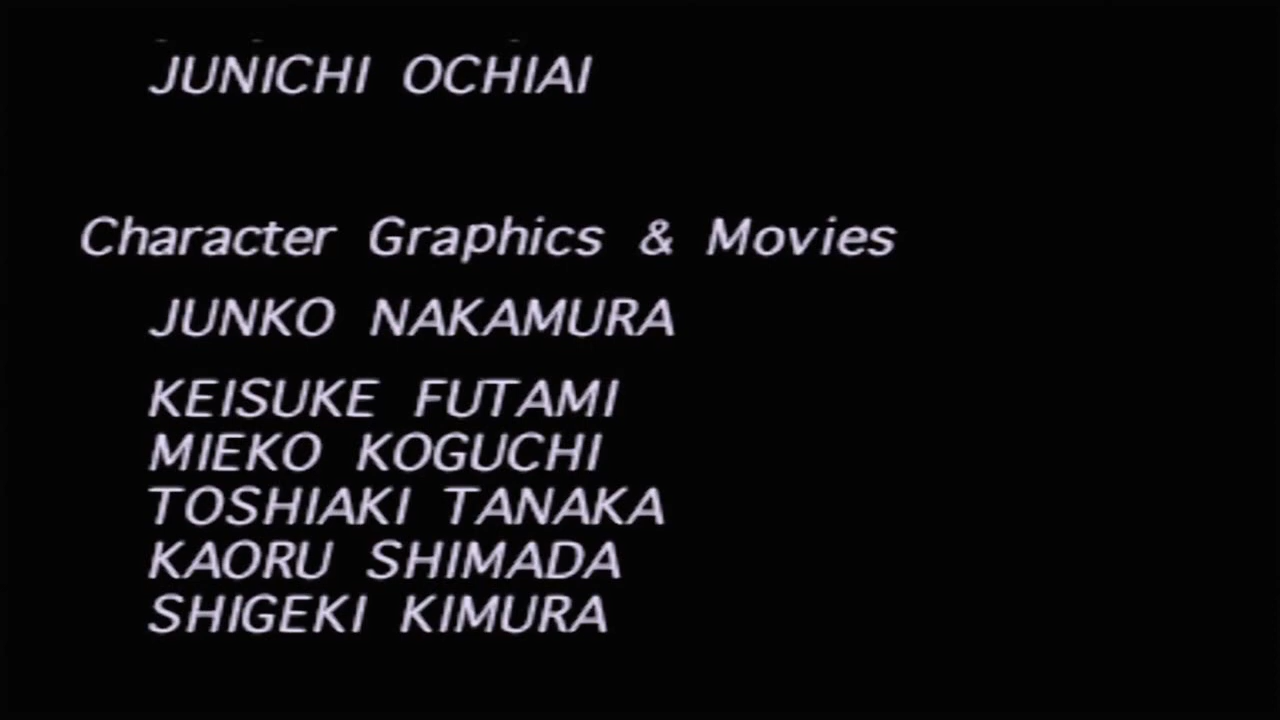 JUNICHI OCHIAI
Character Graphics & Movies
JUNKO NAKAMURA
KEISUKE FUTAMI
MIEKO KOGUCHI
TOSHIAKI TANAKA
KAORU SHIMADA
SHIGEKI KIMURA